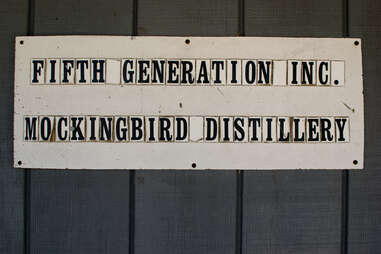 FIFTH GENERATION INC.
MOCKINGBIRD DISTILLERY